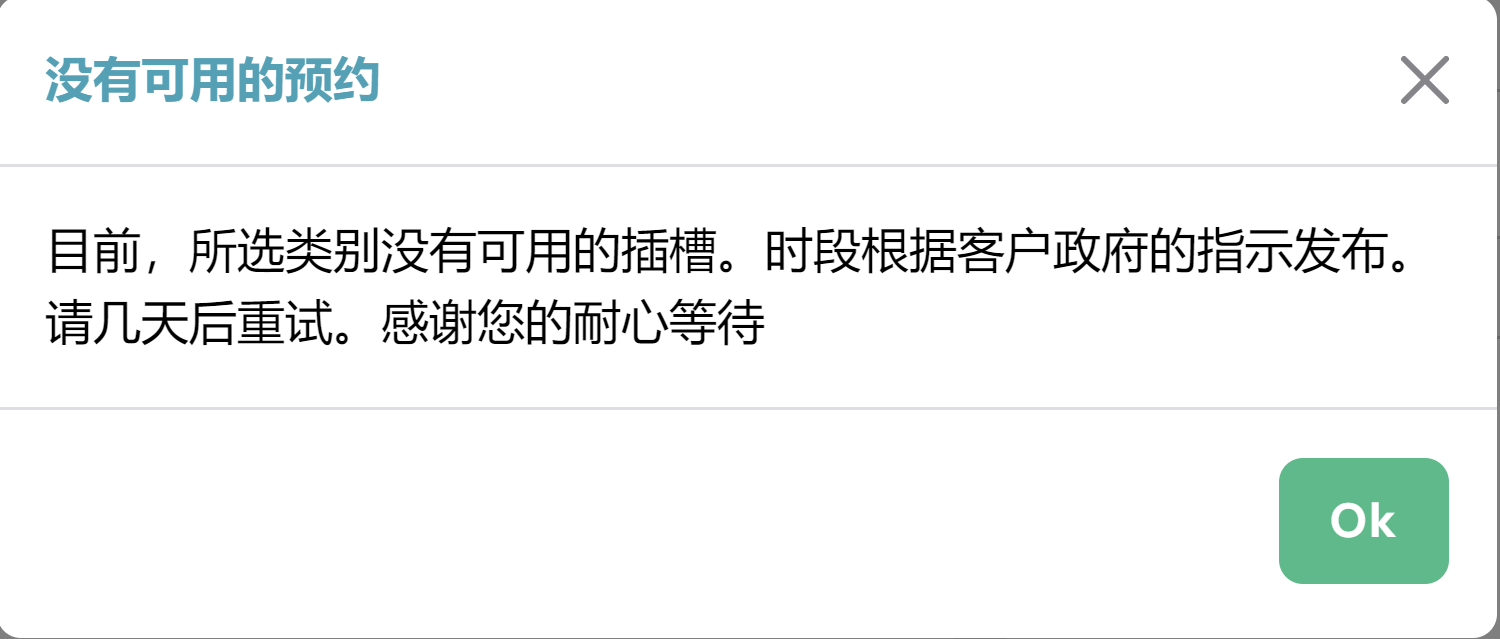 没有可用的预约
目前，所选类别没有可用的插槽。时段根据客户政府的指示发布。
请几天后重试。感谢您的耐心等待
Ok